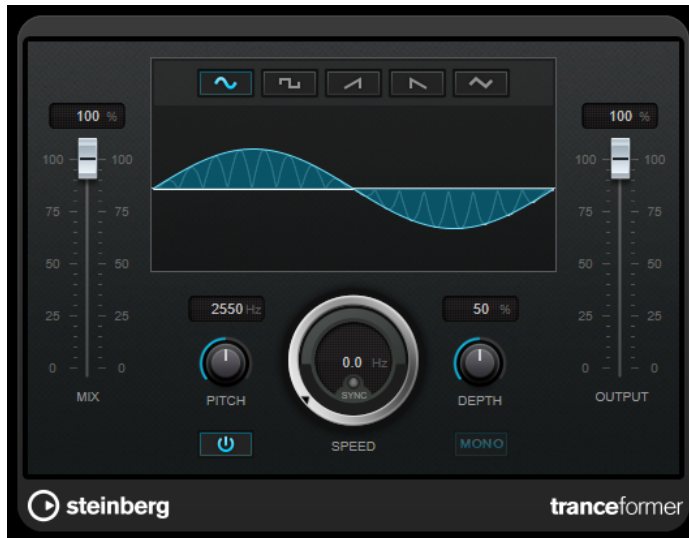 100 %
100 %
100 100
75 75
50 50
25 25
0 0
MIX
100 100
75 75
50 50
25 25
0 0
OUTPUT
2550 Hz
PITCH
0.0 Hz
SYNC
SPEED
50 %
DEPTH
MONO
steinberg
tranceformer